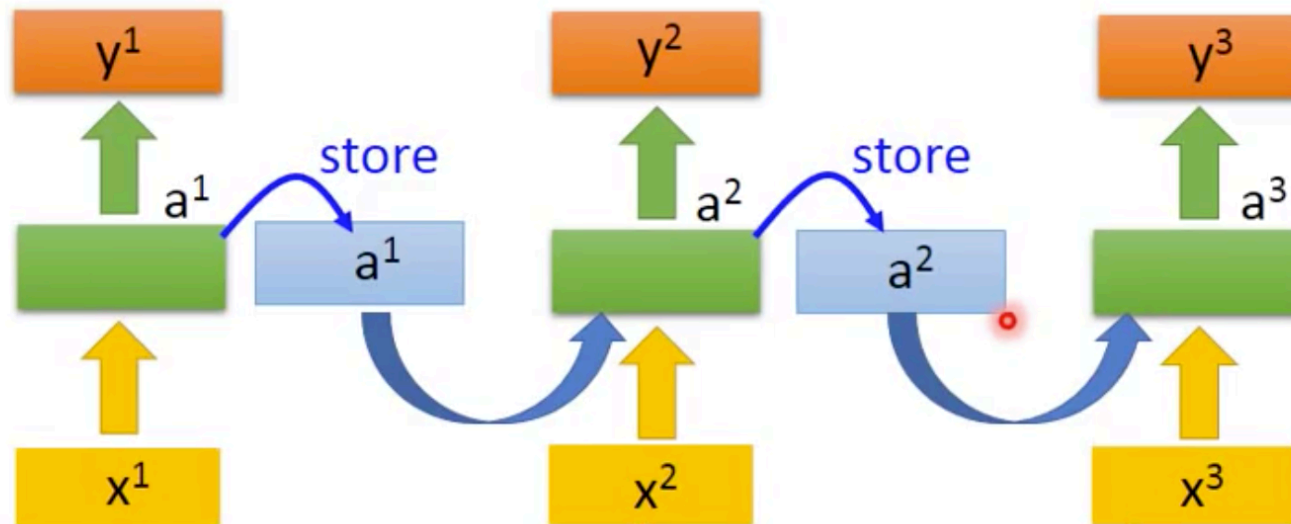 y¹ y² y³
store store
a¹ a² a³
a¹ a²
x¹ x² x³